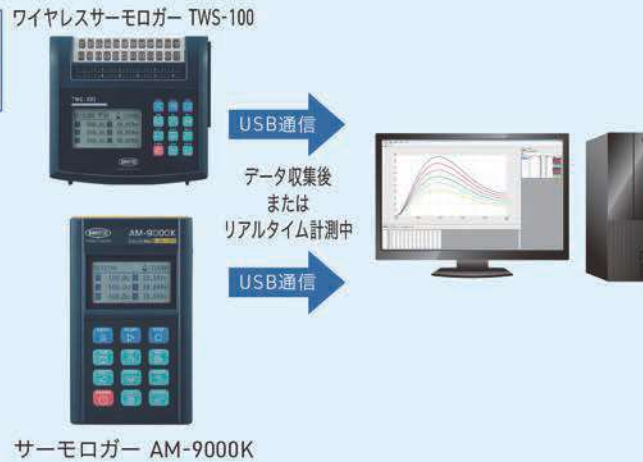 ワイヤレスサーモロガー TWS-100
TWS-100
USB通信
データ収集後
または
リアルタイム計測中
AM-9000K
USB通信
サーモロガー AM-9000K